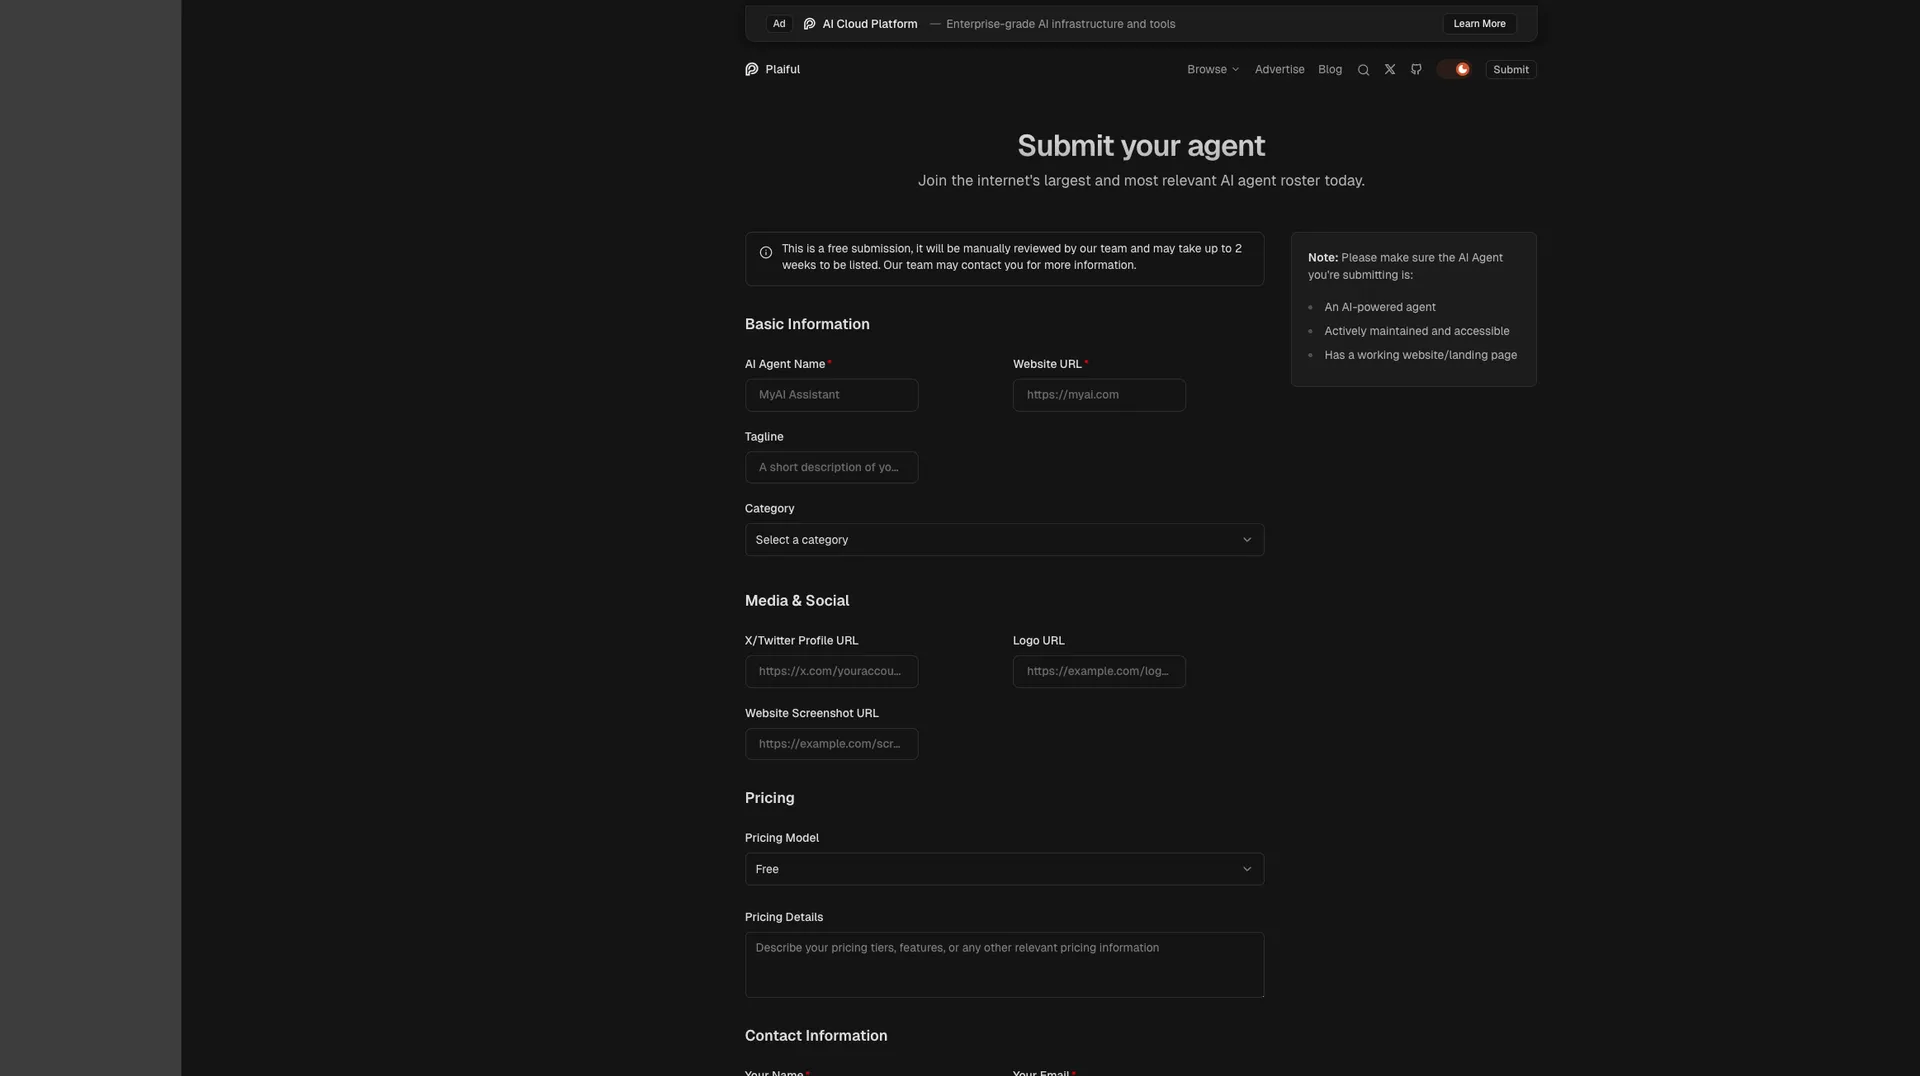 Ad AI Cloud Platform — Enterprise-grade AI infrastructure and tools Learn More
Plaiful Browse Advertise Blog Submit
Submit your agent
Join the internet's largest and most relevant AI agent roster today.
This is a free submission, it will be manually reviewed by our team and may take up to 2
weeks to be listed. Our team may contact you for more information.
Note: Please make sure the AI Agent
you're submitting is:
An AI-powered agent
Actively maintained and accessible
Has a working website/landing page
Basic Information
AI Agent Name* Website URL*
MyAI Assistant https://myai.com
Tagline
A short description of yo...
Category
Select a category
Media & Social
X/Twitter Profile URL Logo URL
https://x.com/youraccou... https://example.com/log...
Website Screenshot URL
https://example.com/scr...
Pricing
Pricing Model
Free
Pricing Details
Describe your pricing tiers, features, or any other relevant pricing information
Contact Information
Your Name* Your Email*